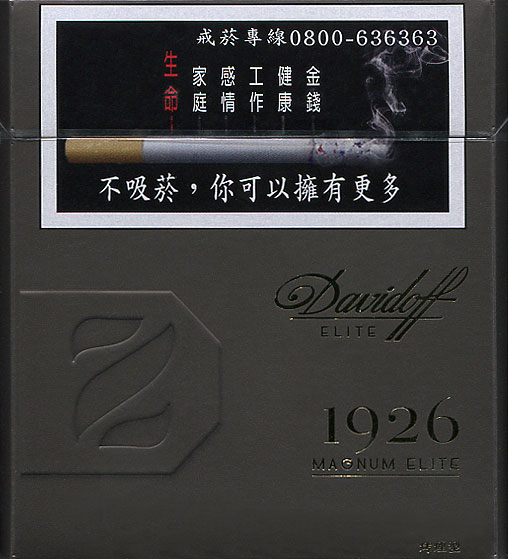 戒菸專線0800-636363
生命
家庭
感情
工作
健康
金錢
不吸菸，你可以擁有更多
Davidoff
ELITE
1926
MAGNUM ELITE